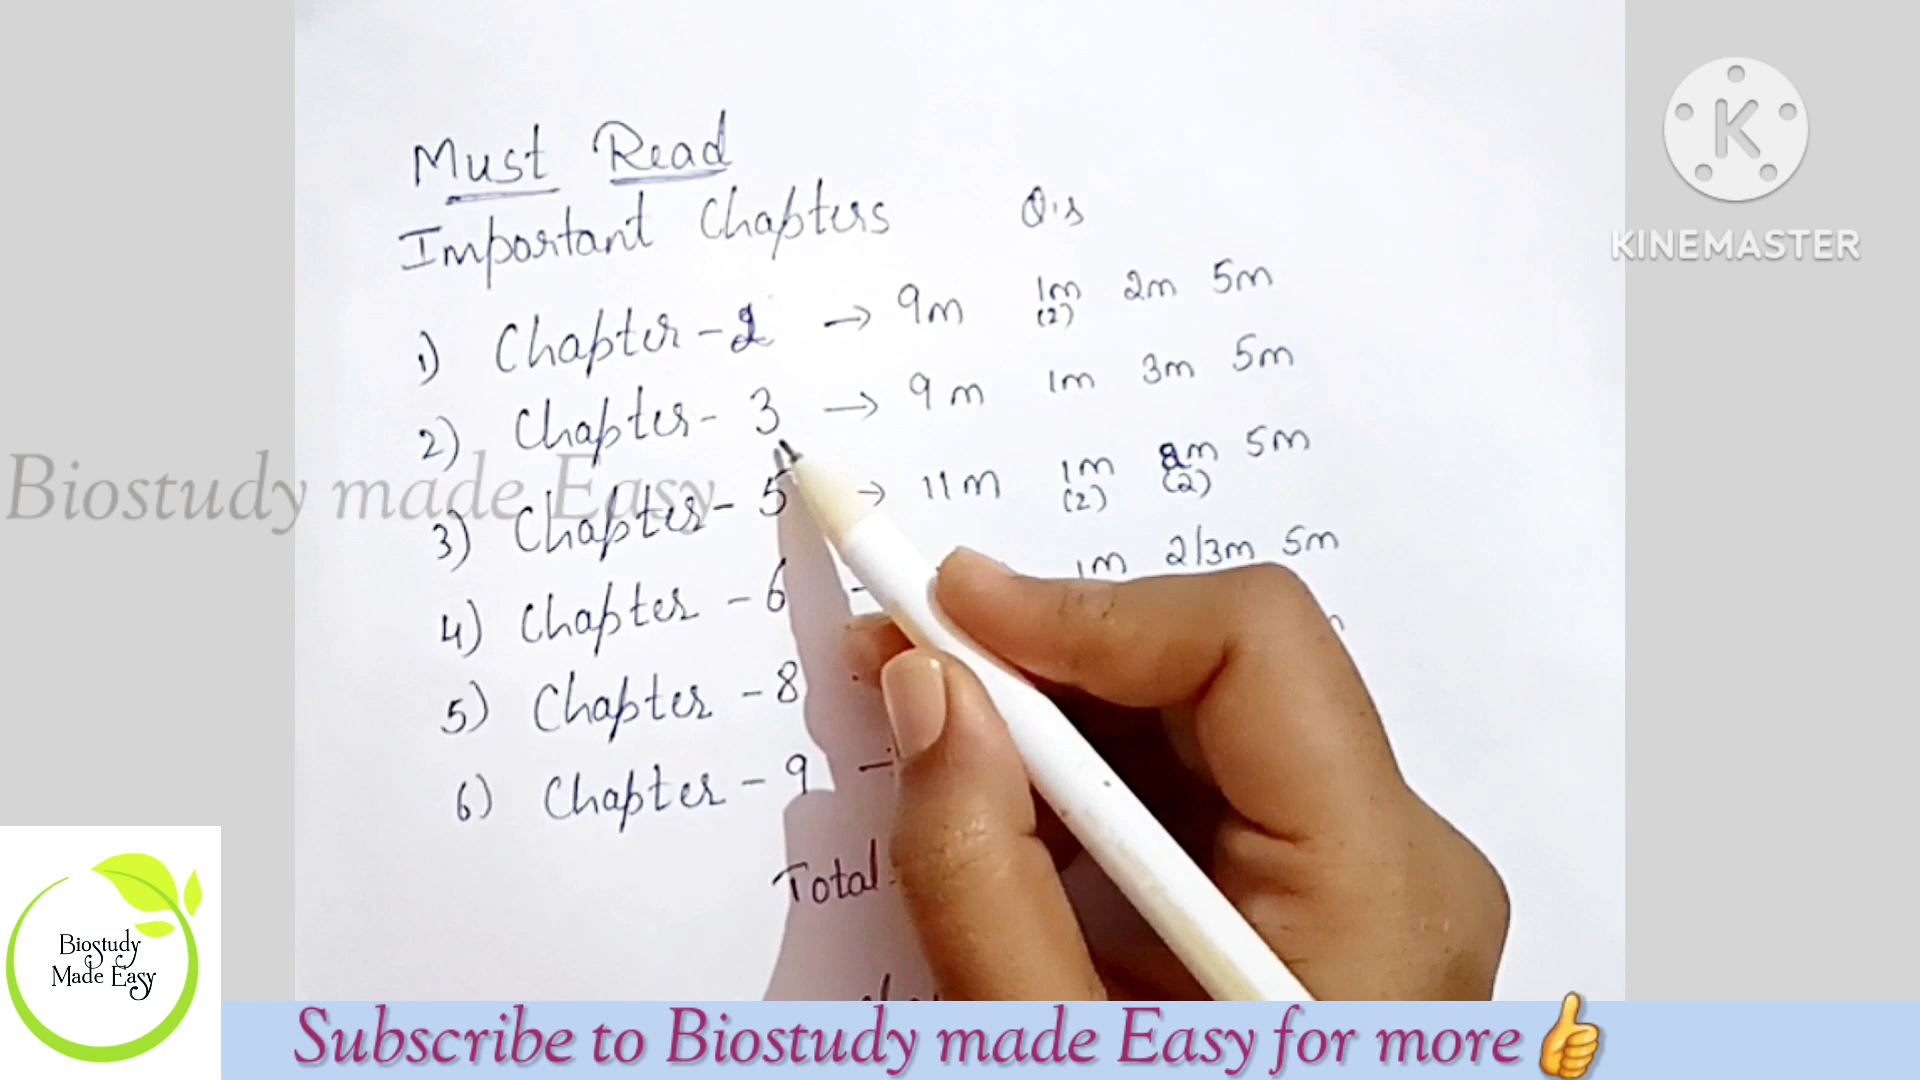 Must Read
Important Chapters Q's
1) Chapter - 2 → 9m 1m (2) 2m 5m
2) Chapter - 3 → 9m 1m 3m 5m
3) Chapter - 5 → 11m 1m (2) 2m (2) 5m
4) Chapter - 6 - 1m 2/3m 5m
5) Chapter - 8
6) Chapter - 9 -
Total
KINEMASTER
Biostudy made Easy
Biostudy
Made Easy
Subscribe to Biostudy made Easy for more